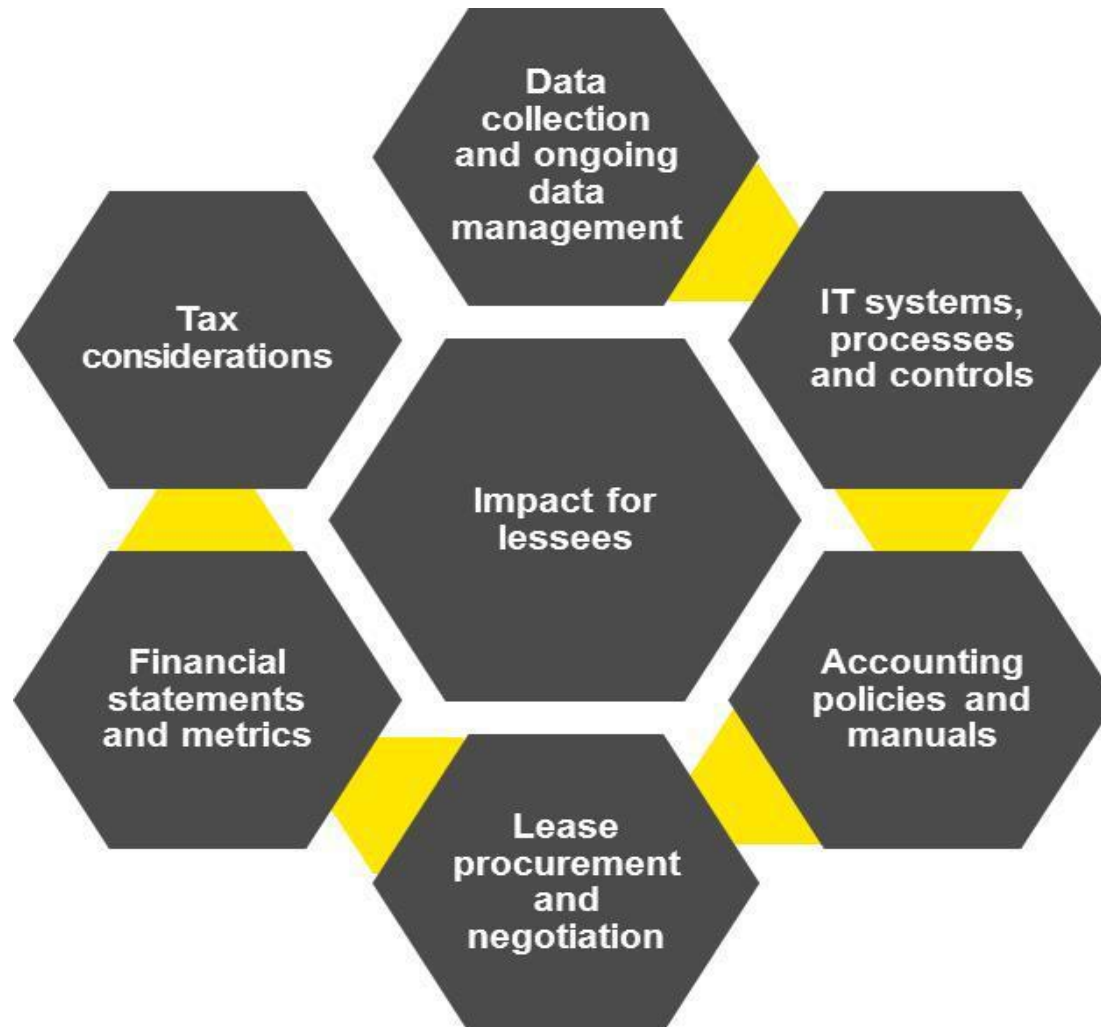 Data
collection
and ongoing
data
management
IT systems,
processes
and controls
Accounting
policies and
manuals
Lease
procurement
and
negotiation
Financial
statements
and metrics
Tax
considerations
Impact for
lessees